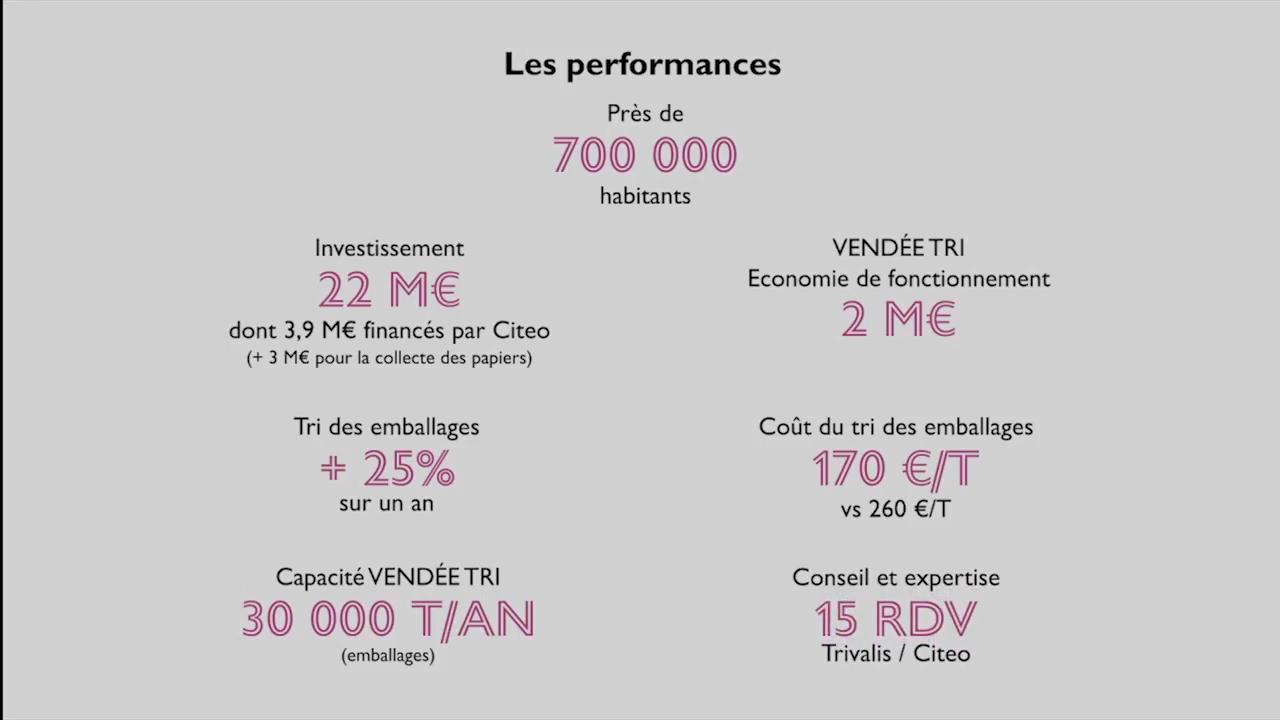 Les performances
Près de
700 000
habitants
Investissement
22 M€
dont 3,9 M€ financés par Citeo
(+ 3 M€ pour la collecte des papiers)
VENDÉE TRI
Economie de fonctionnement
2 M€
Tri des emballages
+ 25%
sur un an
Coût du tri des emballages
170 €/T
vs 260 €/T
Capacité VENDÉE TRI
30 000 T/AN
(emballages)
Conseil et expertise
15 RDV
Trivalis / Citeo